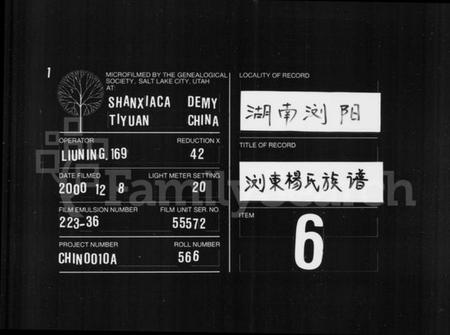 1
MICROFILMED BY THE GENEALOGICAL
SOCIETY, SALT LAKE CITY, UTAH
AT:
SHANXIACA DEMY
TIYUAN CHINA
OPERATOR REDUCTION X
LIUNING,169 42
DATE FILMED LIGHT METER SETTING
2000 12 8 20
FILM EMULSION NUMBER FILM UNIT SER. NO
223-36 55572
PROJECT NUMBER ROLL NUMBER
CHIN0010A 566
LOCALITY OF RECORD
湖南浏阳
TITLE OF RECORD
浏東楊氏族谱
ITEM
6
FamilySearch